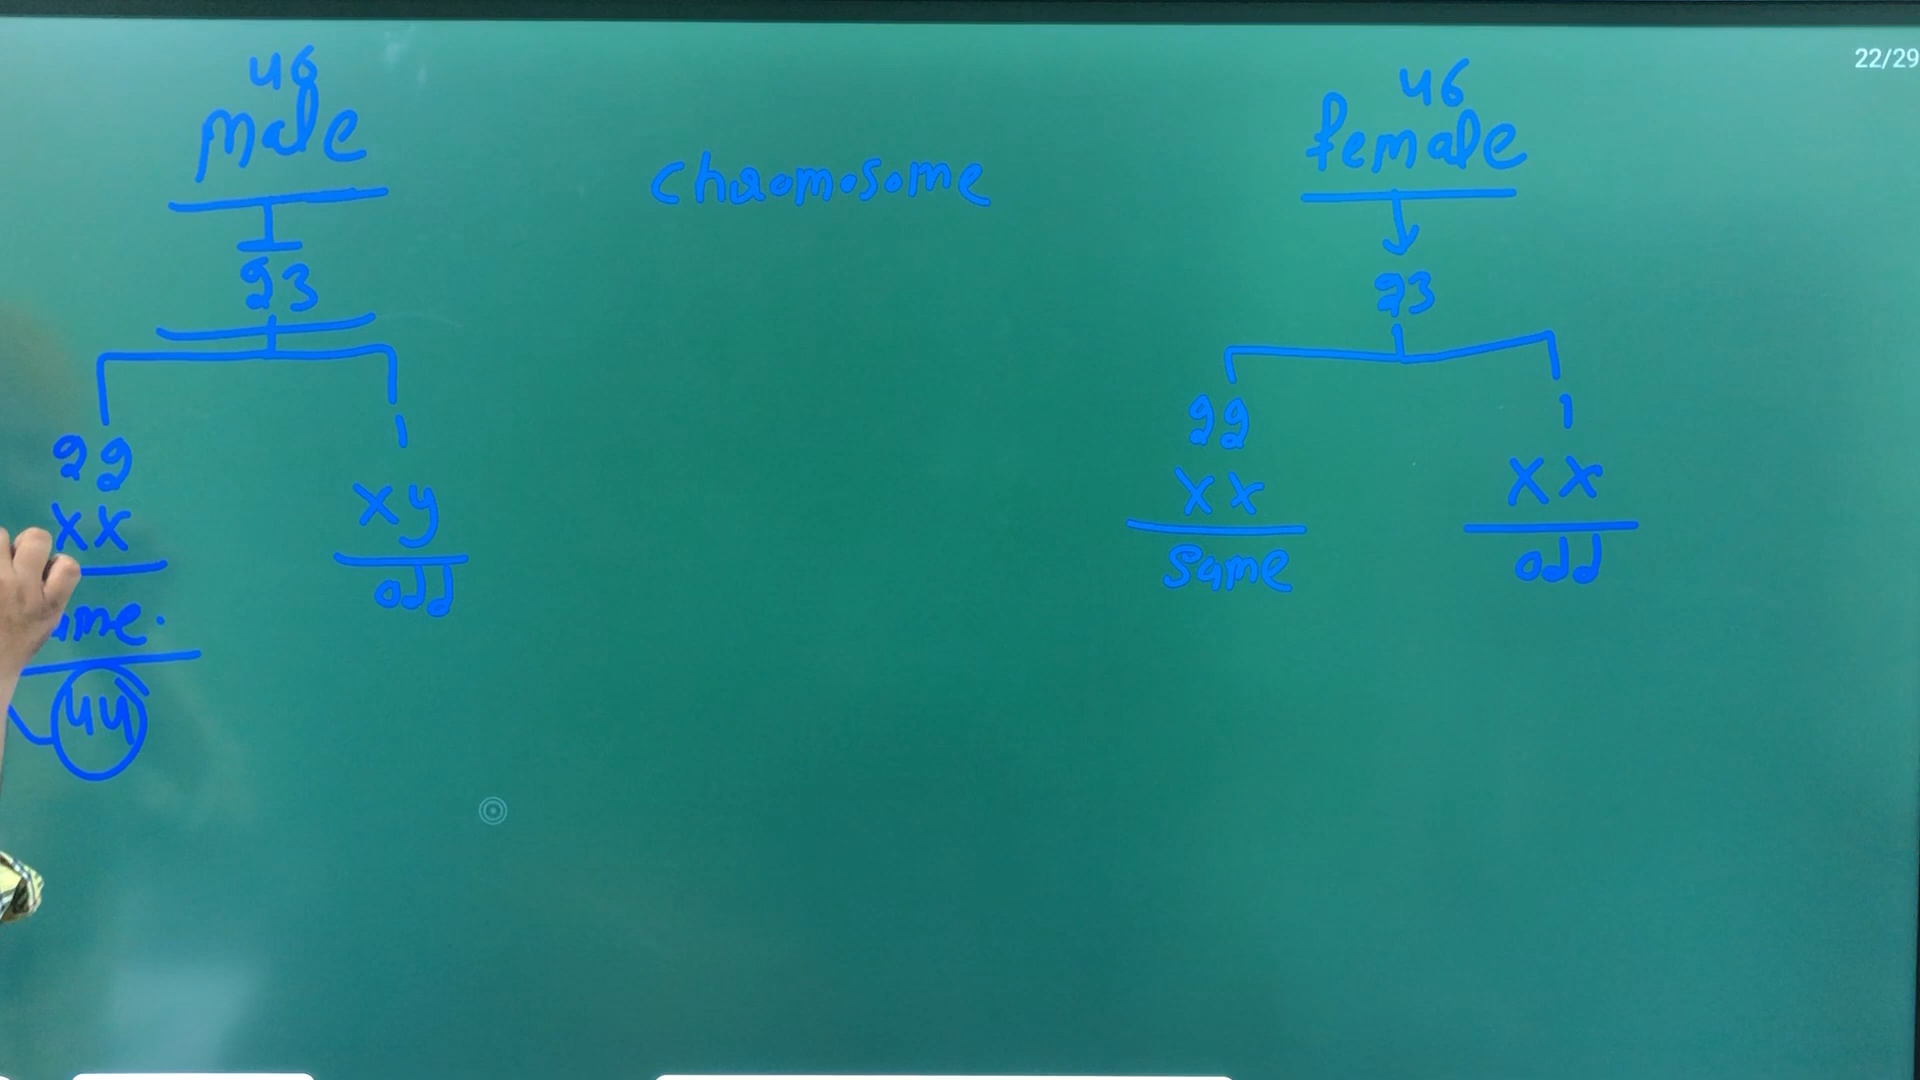 22/29
46
male
23
22
xx
44
1
xy
odd
chromosome
46
female
23
22
xx
same
1
xx
odd